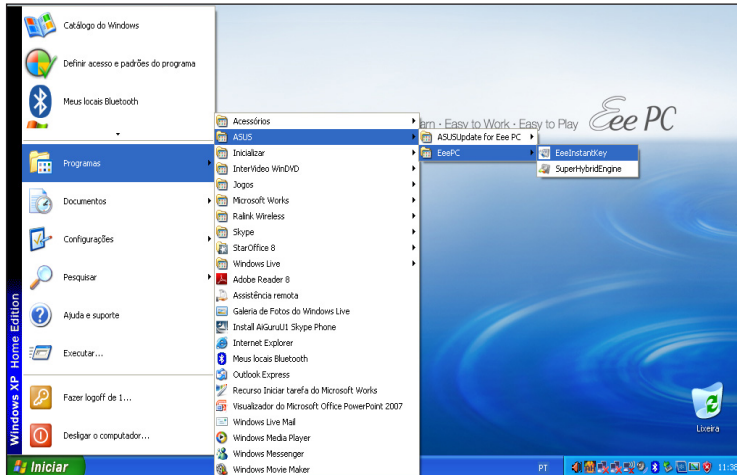 Catálogo do Windows
Definir acesso e padrões do programa
Meus locais Bluetooth
Programas
Documentos
Configurações
Pesquisar
Ajuda e suporte
Executar...
Fazer logoff de 1...
Desligar o computador...
Windows XP Home Edition
Acessórios
ASUS
Inicializar
InterVideo WinDVD
Jogos
Microsoft Works
Ralink Wireless
Skype
StarOffice 8
Windows Live
Adobe Reader 8
Assistência remota
Galeria de Fotos do Windows Live
Install AiGuruU1 Skype Phone
Internet Explorer
Meus locais Bluetooth
Outlook Express
Recurso Iniciar tarefa do Microsoft Works
Visualizador do Microsoft Office PowerPoint 2007
Windows Live Mail
Windows Media Player
Windows Messenger
Windows Movie Maker
ASUSUpdate for Eee PC
EeePC
EeeInstantKey
SuperHybridEngine
· Easy to Work · Easy to Play
Eee PC
Lixeira
Iniciar
PT
11:38